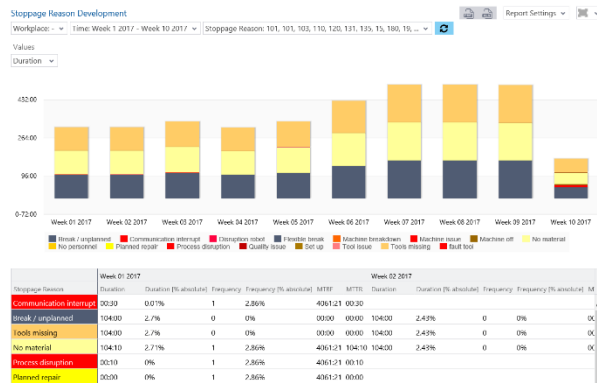 Stoppage Reason Development
Report Settings
Workplace: - Time: Week 1 2017 - Week 10 2017 Stoppage Reason: 101, 101, 103, 110, 120, 131, 135, 15, 180, 19, ...
Values
Duration
432:00
264:00
96:00
0-72:00
Week 01 2017 Week 02 2017 Week 03 2017 Week 04 2017 Week 05 2017 Week 06 2017 Week 07 2017 Week 08 2017 Week 09 2017 Week 10 2017
Break / unplanned Communication interrupt Disruption robot Flexible break Machine breakdown Machine issue Machine off No material
No personnel Planned repair Process disruption Quality issue Set up Tool issue Tools missing fault tool
Week 01 2017 Week 02 2017
Stoppage Reason Duration Duration [% absolute] Frequency Frequency [% absolute] MTBF MTTR Duration Duration [% absolute] Frequency Frequency [% absolute] M
Communication interrupt 00:30 0.01% 1 2.86% 4061:21 00:30
Break / unplanned 104:00 2.7% 0 0% 00:00 00:00 104:00 2.43% 0 0% 00
Tools missing 104:00 2.7% 0 0% 00:00 00:00 104:00 2.43% 0 0% 00
No material 104:10 2.71% 1 2.86% 4061:21 104:10 104:00 2.43% 0 0% 00
Process disruption 00:10 0% 1 2.86% 4061:21 00:10
Planned repair 00:00 0% 1 2.86% 4061:21 00:00